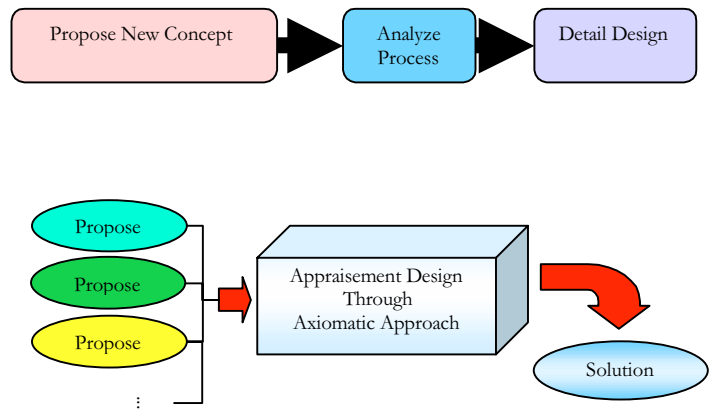 Propose New Concept
Analyze
Process
Detail Design
Propose
Propose
Propose
...
Appraisement Design
Through
Axiomatic Approach
Solution